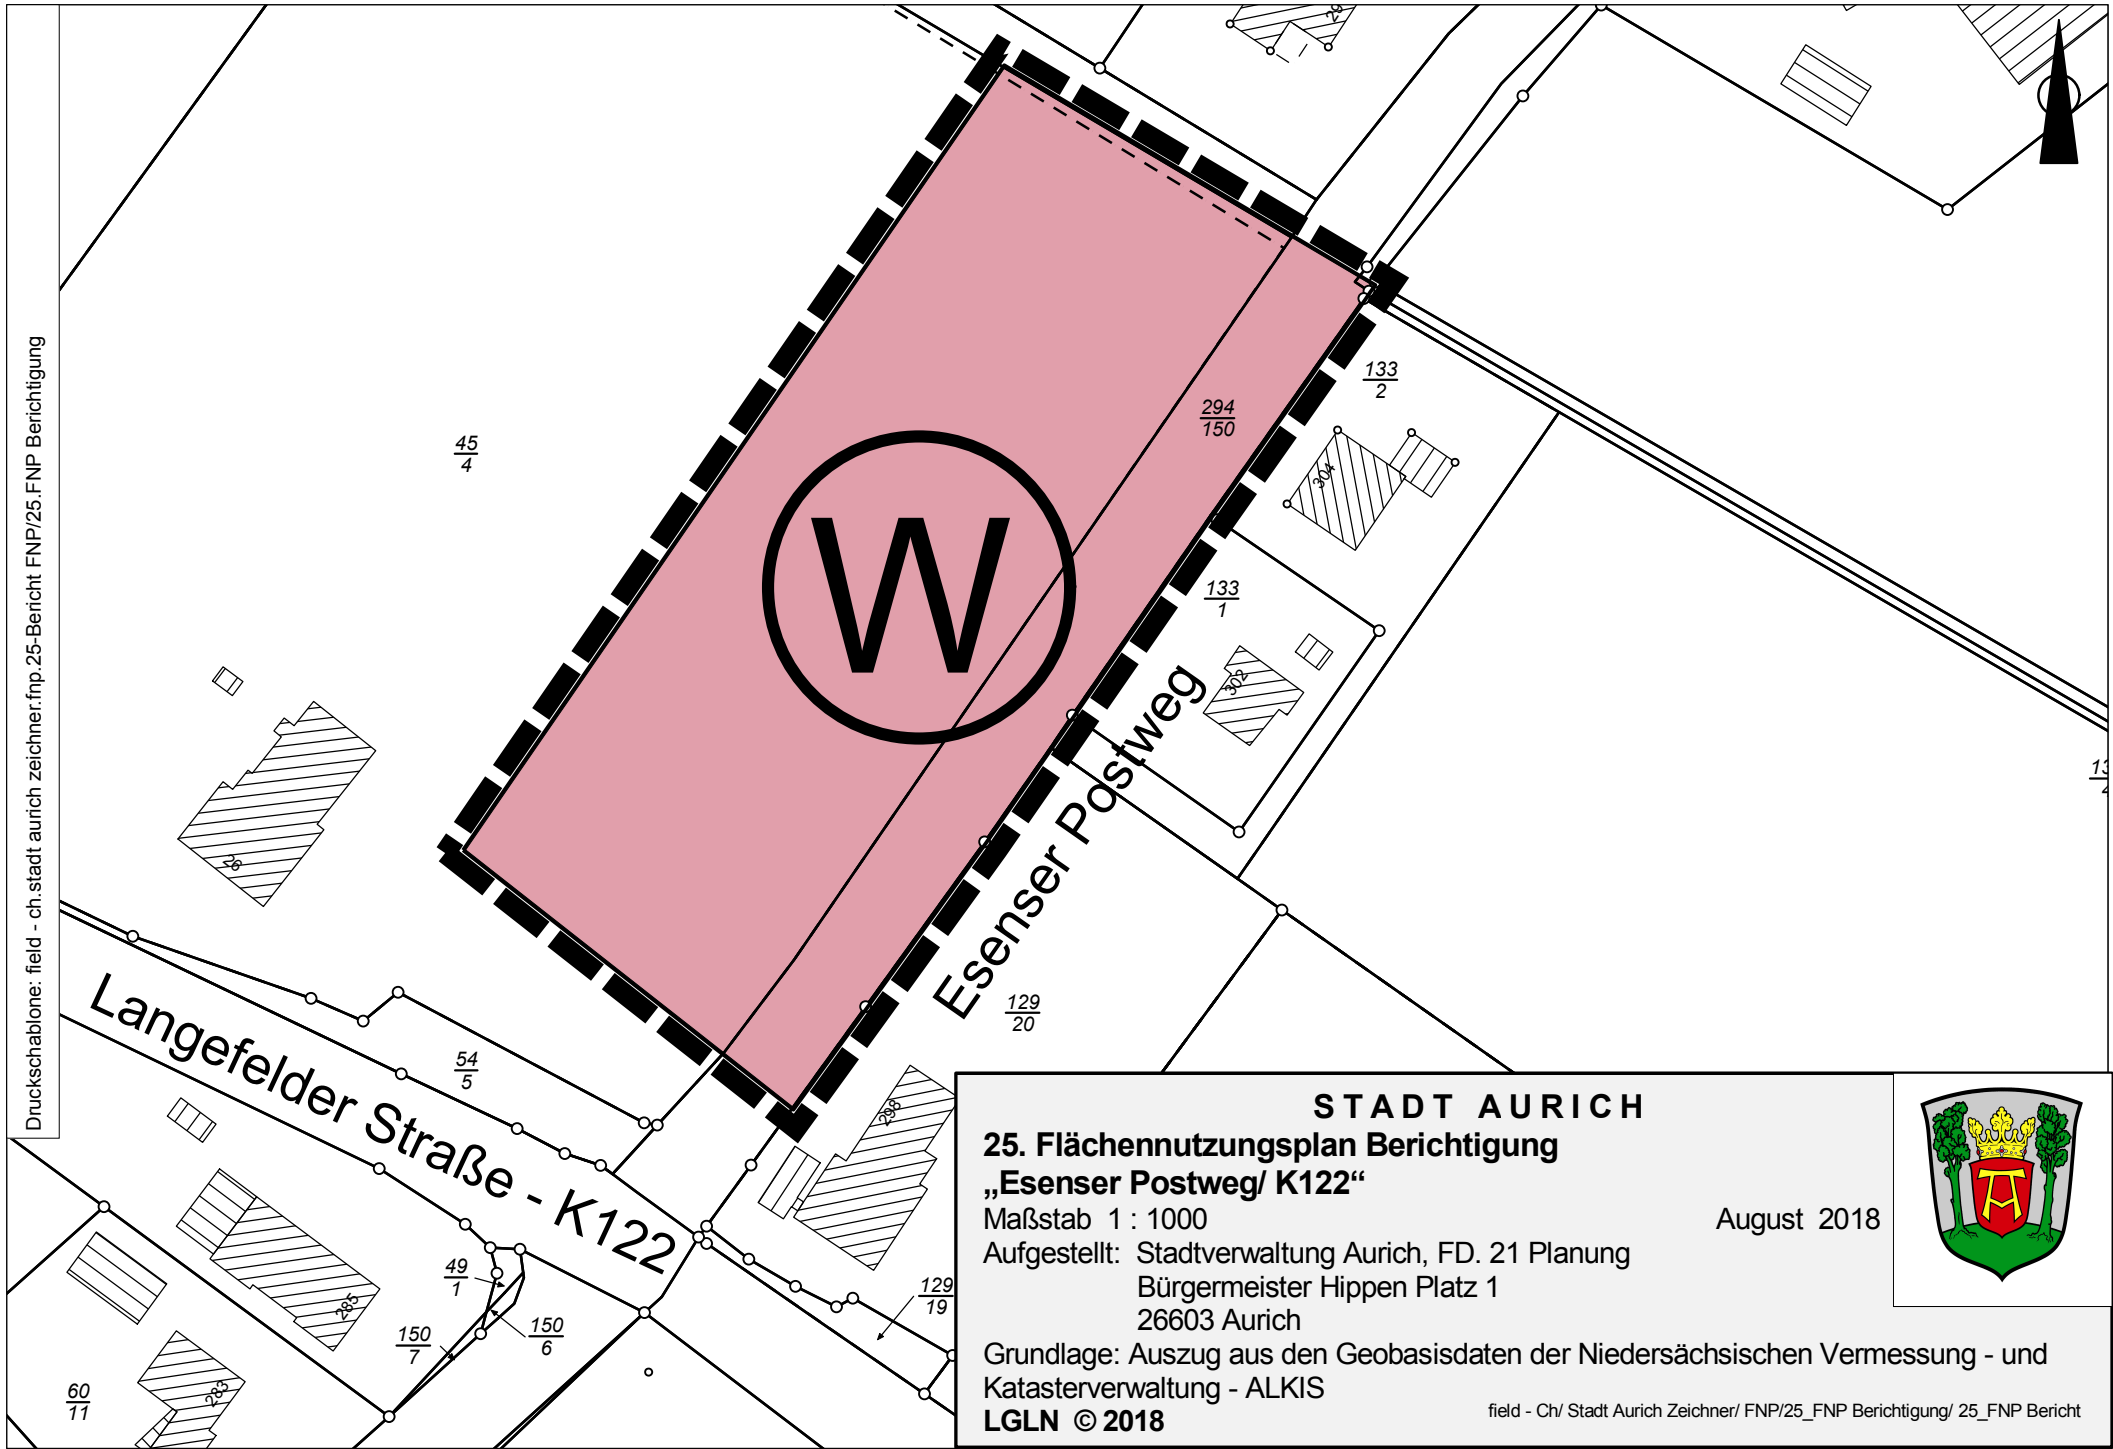 Druckschablone: field - ch.stadt aurich zeichner.fnp.25-Bericht FNP/25.FNP Berichtigung
45
4
294
150
133
2
304
133
1
302
W
Esenser Postweg
26
Langefelder Straße - K122
54
5
129
20
298
49
1
150
7
150
6
285
283
60
11
129
19
STADT AURICH
25. Flächennutzungsplan Berichtigung
„Esenser Postweg/ K122“
Maßstab 1 : 1000
August 2018
Aufgestellt: Stadtverwaltung Aurich, FD. 21 Planung
Bürgermeister Hippen Platz 1
26603 Aurich
Grundlage: Auszug aus den Geobasisdaten der Niedersächsischen Vermessung - und
Katasterverwaltung - ALKIS
LGLN © 2018
field - Ch/ Stadt Aurich Zeichner/ FNP/25_FNP Berichtigung/ 25_FNP Bericht
A